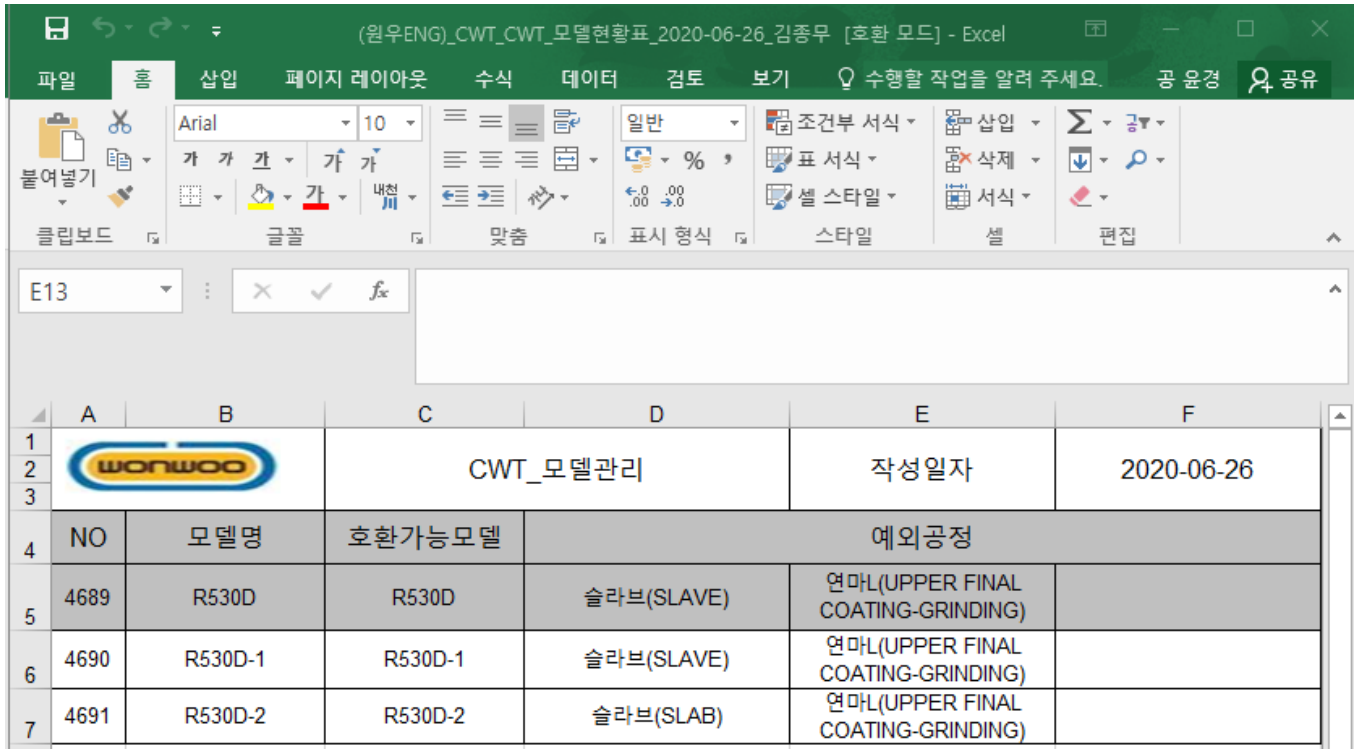 (원우ENG)_CWT_CWT_모델현황표_2020-06-26_김종무 [호환 모드] - Excel
파일 홈 삽입 페이지 레이아웃 수식 데이터 검토 보기 수행할 작업을 알려 주세요. 공 윤경 공유
Arial 10 일반 조건부 서식 삽입
붙여넣기 가 가 가 가 가 % , 표 서식 삭제
가 내천 셀 스타일 서식
클립보드 글꼴 맞춤 표시 형식 스타일 셀 편집
E13 fx
A B C D E F
1
2 WONWOO CWT_모델관리 작성일자 2020-06-26
3
4 NO 모델명 호환가능모델 예외공정
5 4689 R530D R530D 슬라브(SLAVE) 연마L(UPPER FINAL
COATING-GRINDING)
6 4690 R530D-1 R530D-1 슬라브(SLAVE) 연마L(UPPER FINAL
COATING-GRINDING)
7 4691 R530D-2 R530D-2 슬라브(SLAB) 연마L(UPPER FINAL
COATING-GRINDING)